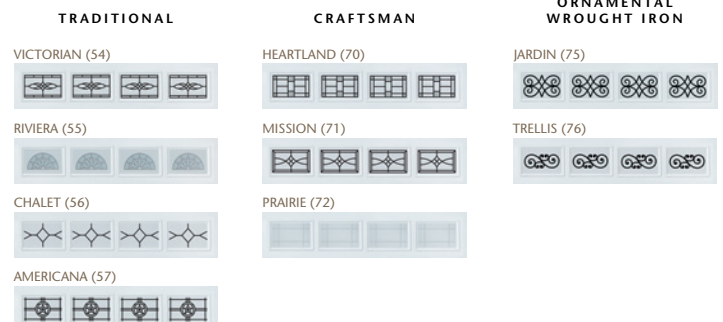 TRADITIONAL
VICTORIAN (54)
RIVIERA (55)
CHALET (56)
AMERICANA (57)
CRAFTSMAN
HEARTLAND (70)
MISSION (71)
PRAIRIE (72)
ORNAMENTAL
WROUGHT IRON
JARDIN (75)
TRELLIS (76)